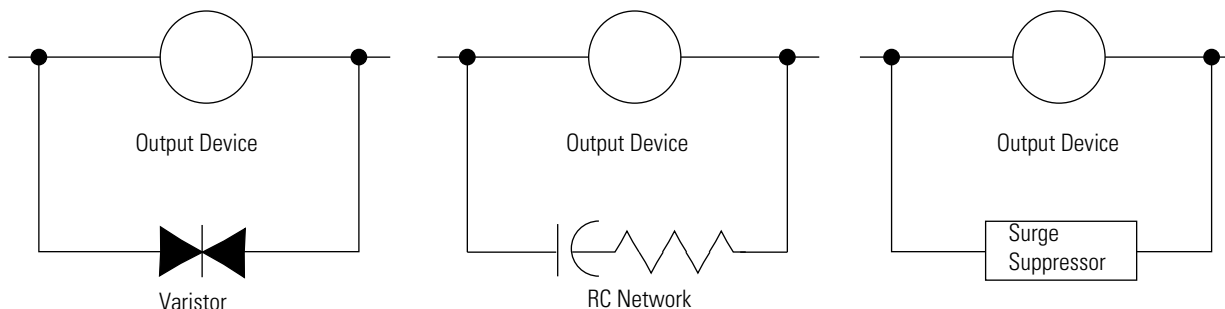 Output Device
Output Device
Output Device
Surge
Suppressor
Varistor
RC Network